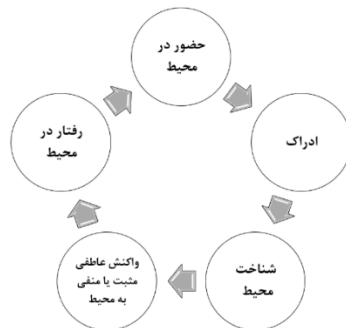 حضور در
محیط
ادراک
شناخت
محیط
واکنش عاطفی
مثبت یا منفی
به محیط
رفتار در
محیط